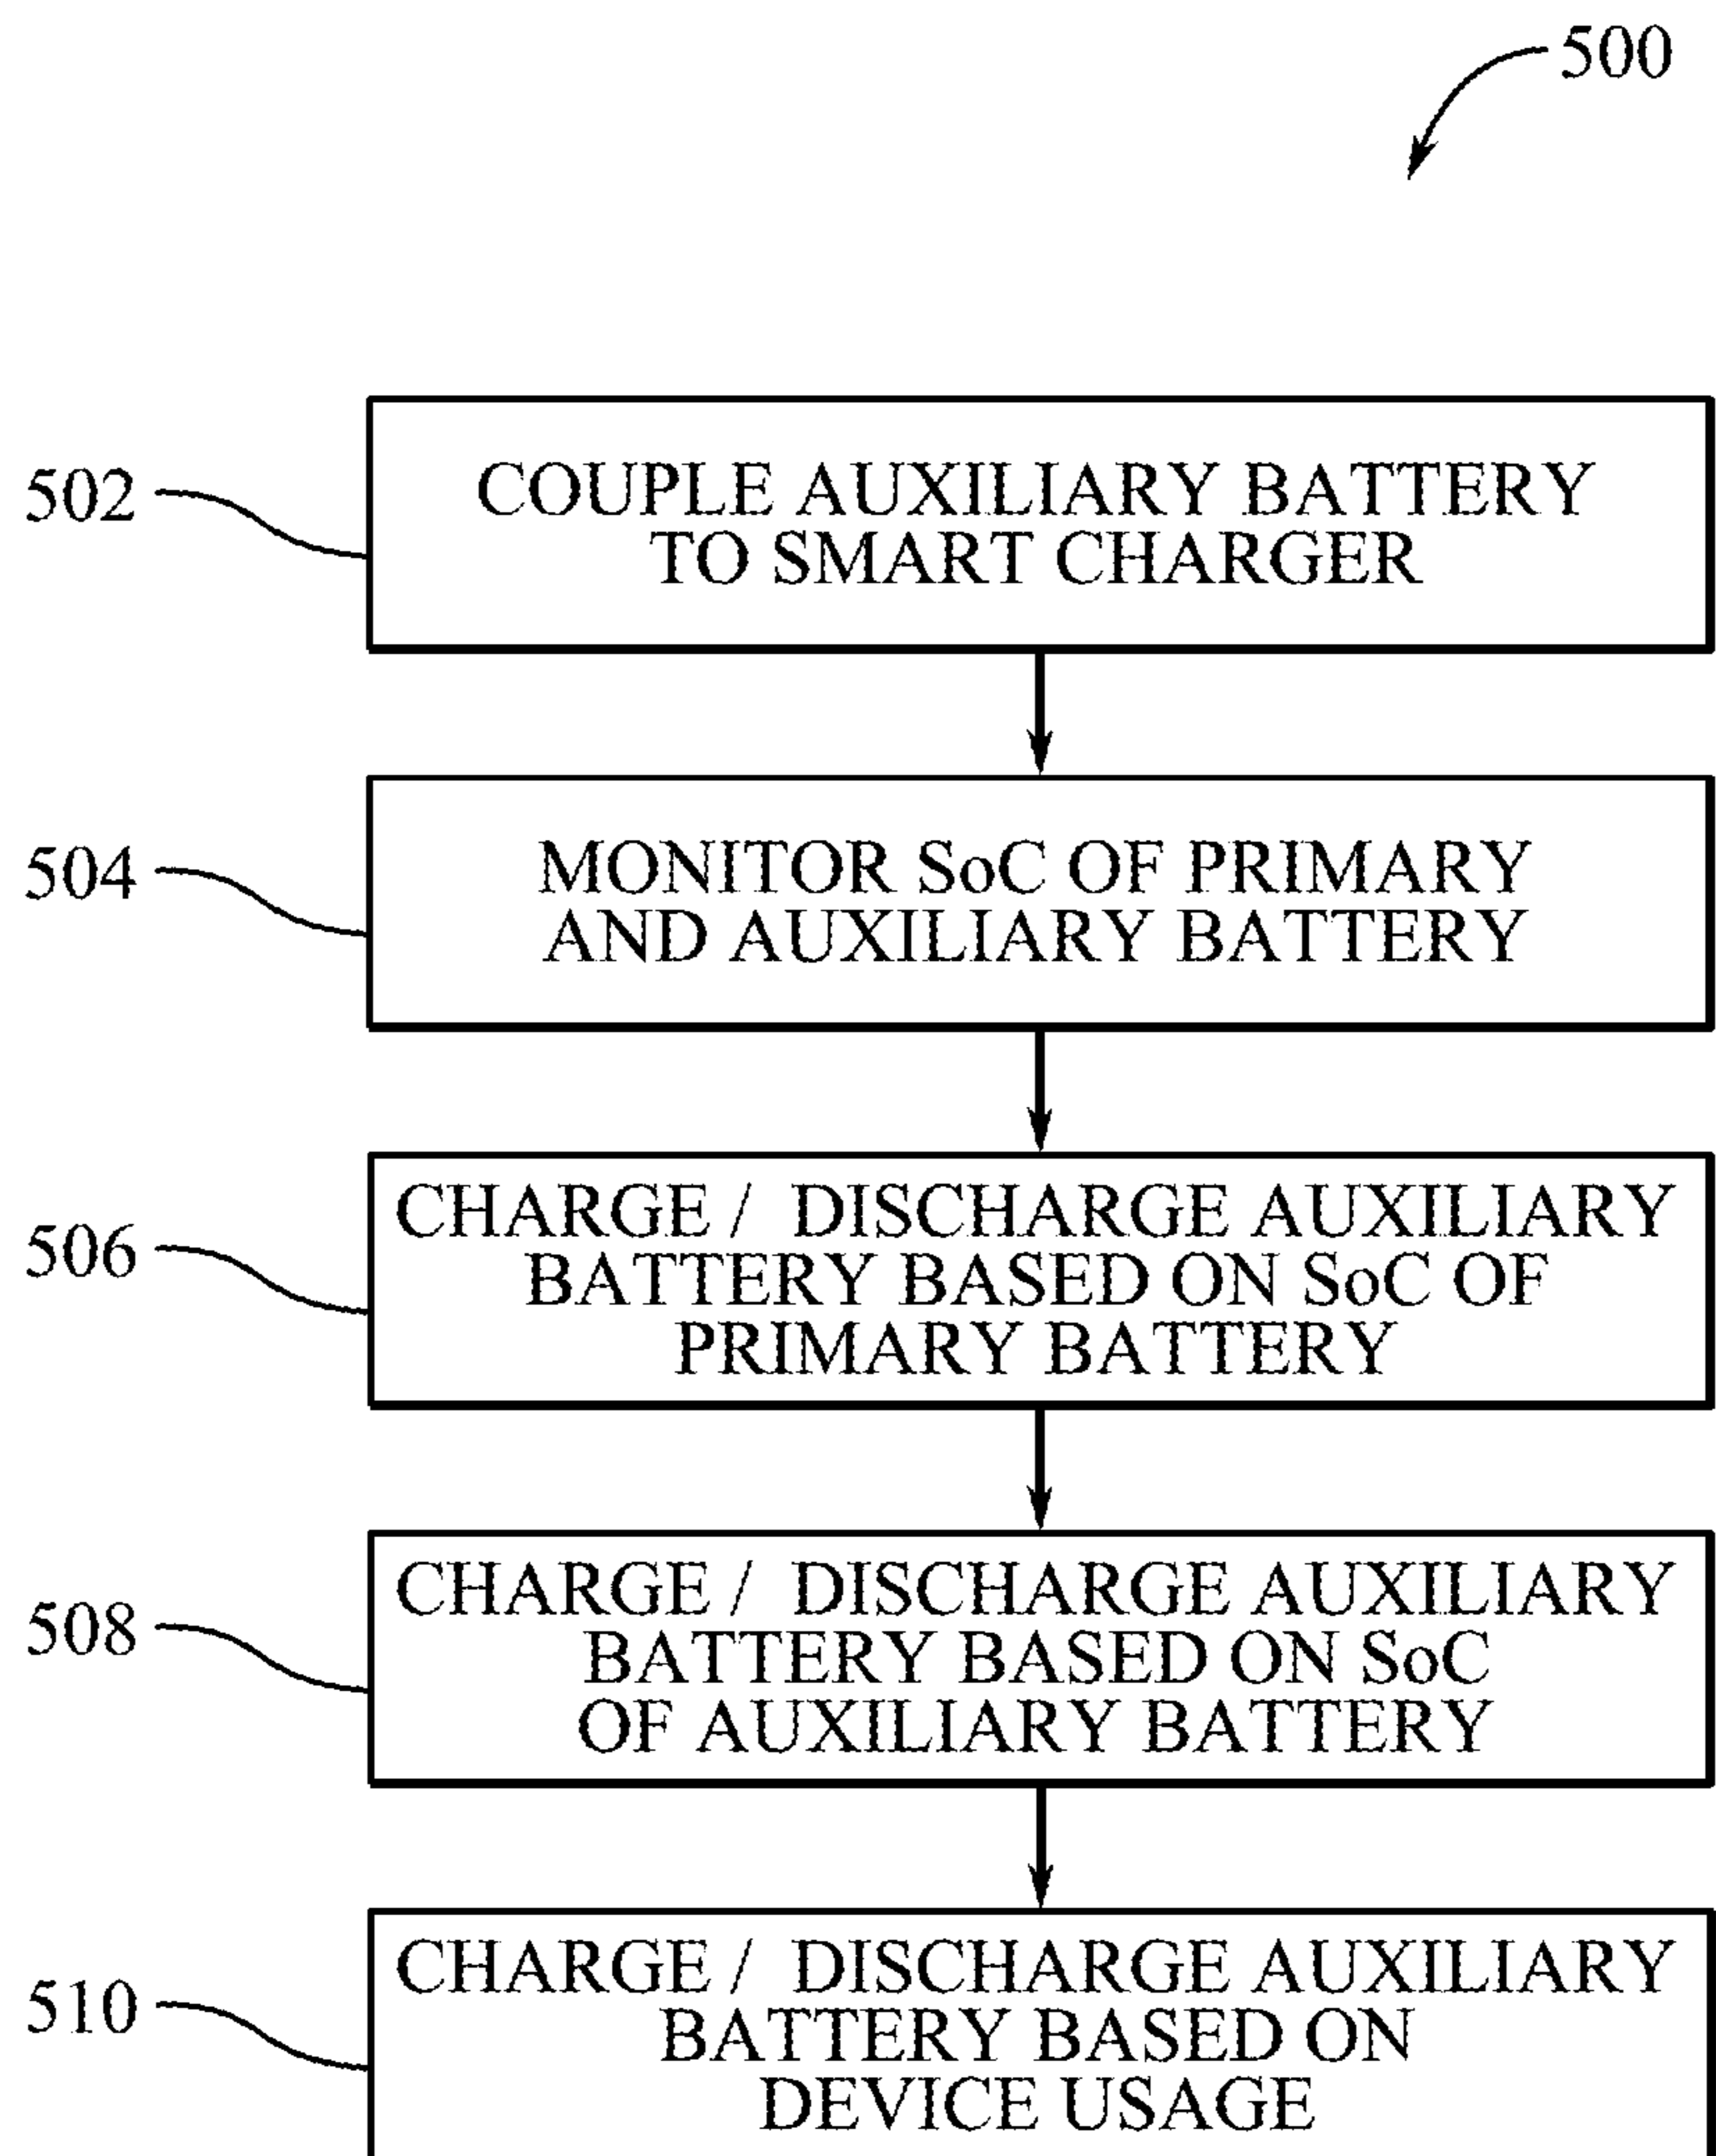 500
502
COUPLE AUXILIARY BATTERY
TO SMART CHARGER
504
MONITOR SoC OF PRIMARY
AND AUXILIARY BATTERY
506
CHARGE / DISCHARGE AUXILIARY
BATTERY BASED ON SoC OF
PRIMARY BATTERY
508
CHARGE / DISCHARGE AUXILIARY
BATTERY BASED ON SoC
OF AUXILIARY BATTERY
510
CHARGE / DISCHARGE AUXILIARY
BATTERY BASED ON
DEVICE USAGE